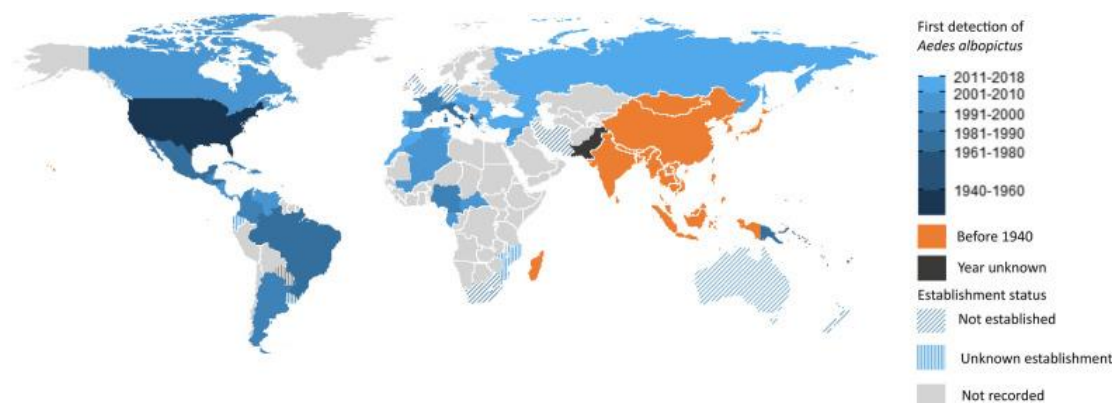 First detection of
Aedes albopictus
2011-2018
2001-2010
1991-2000
1981-1990
1961-1980
1940-1960
Before 1940
Year unknown
Establishment status
Not established
Unknown establishment
Not recorded